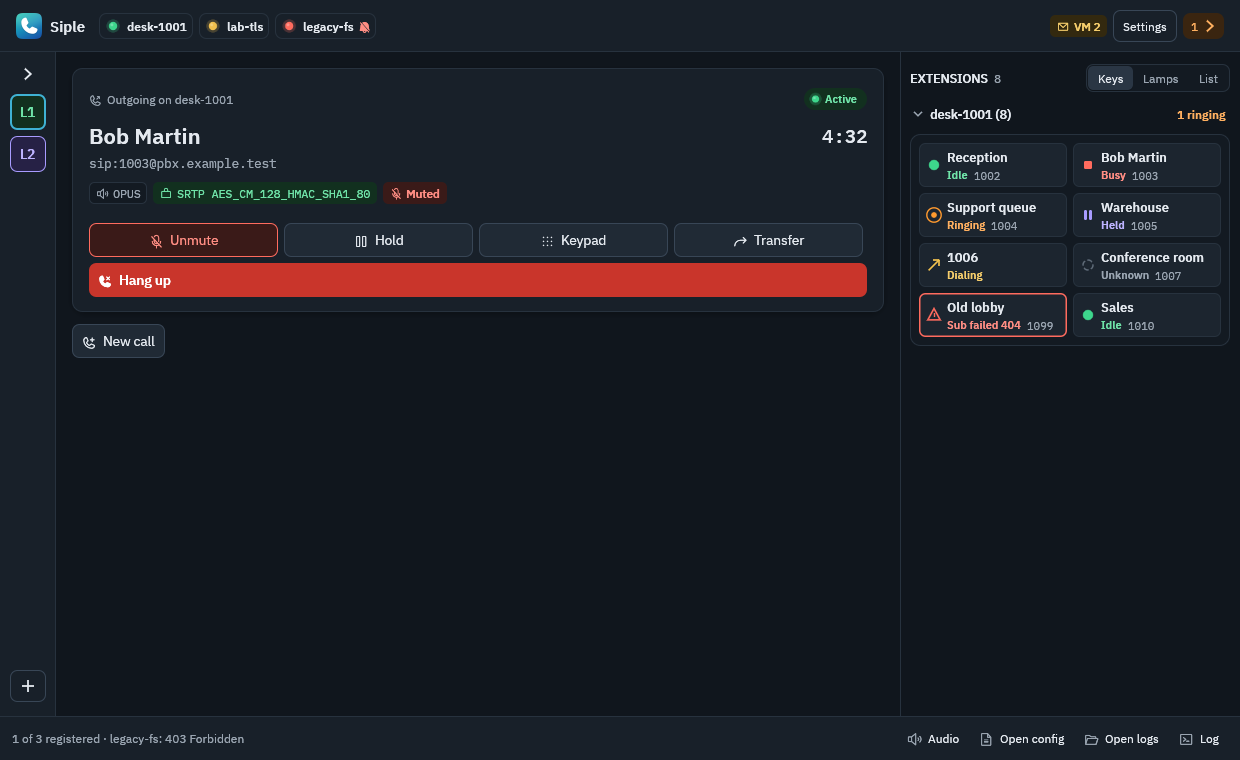 Siple desk-1001 lab-tls legacy-fs VM 2 Settings 1
L1
L2
Outgoing on desk-1001 Active
Bob Martin 4:32
sip:1003@pbx.example.test
OPUS SRTP AES_CM_128_HMAC_SHA1_80 Muted
Unmute Hold Keypad Transfer
Hang up
New call
EXTENSIONS 8 Keys Lamps List
desk-1001 (8) 1 ringing
Reception
Idle 1002
Bob Martin
Busy 1003
Support queue
Ringing 1004
Warehouse
Held 1005
1006
Dialing
Conference room
Unknown 1007
Old lobby
Sub failed 404 1099
Sales
Idle 1010
1 of 3 registered · legacy-fs: 403 Forbidden Audio Open config Open logs Log